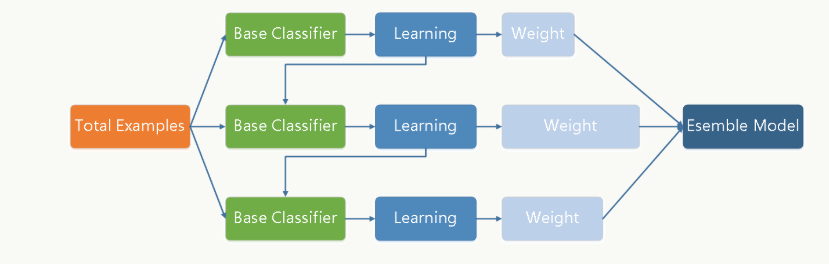 Base Classifier Learning Weight
Total Examples Base Classifier Learning Weight Esemble Model
Base Classifier Learning Weight